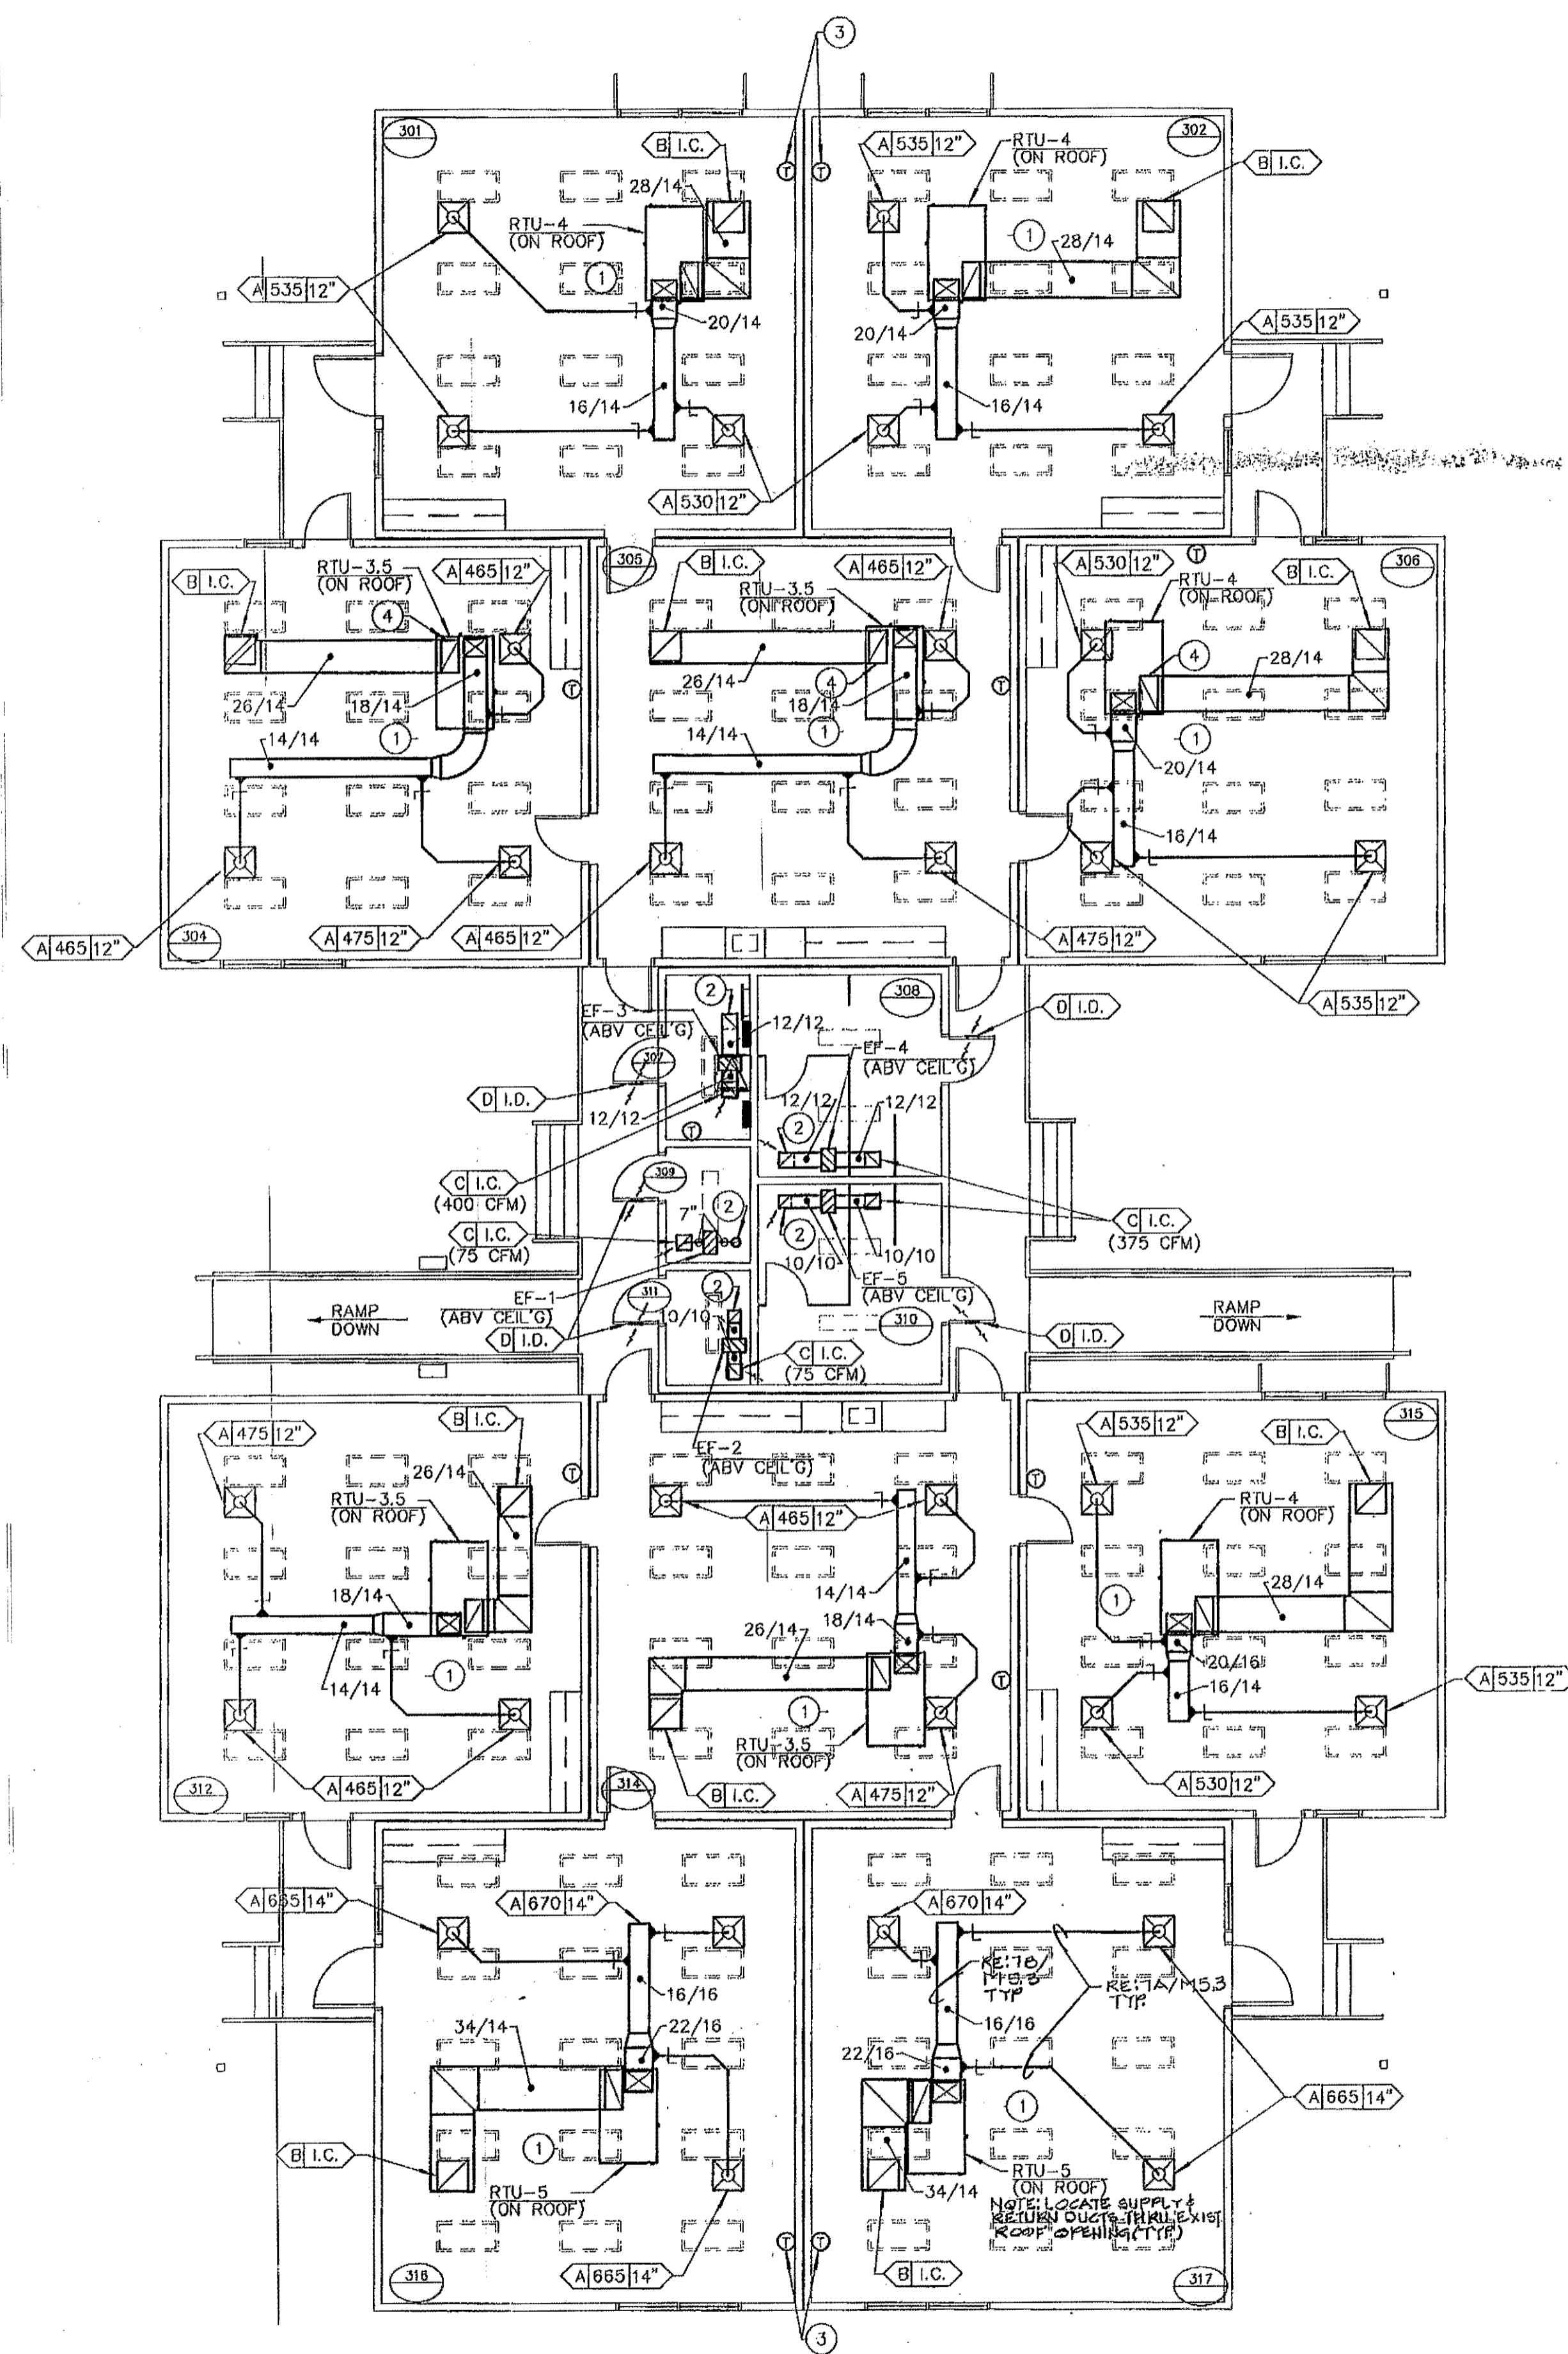 3
301
B I.C.
28/14
RTU-4
(ON ROOF)
1
A 535 12"
20/14
16/14
A 530 12"
T
T
A 535 12"
RTU-4
(ON ROOF)
302
B I.C.
1
28/14
20/14
A 535 12"
16/14
B I.C.
RTU-3.5
(ON ROOF)
A 465 12"
4
26/14
18/14
T
14/14
1
A 465 12"
304
A 475 12"
305
B I.C.
A 465 12"
RTU-3.5
(ON ROOF)
26/14
4
18/14
T
14/14
1
A 465 12"
A 475 12"
A 530 12"
T
RTU-4
(ON ROOF)
B I.C.
306
4
28/14
1
20/14
16/14
A 535 12"
2
EF-3
(ABV CEIL'G)
12/12
307
D I.D.
12/12
T
308
D I.D.
EF-4
(ABV CEIL'G)
12/12
12/12
2
C I.C.
(400 CFM)
309
7"
2
C I.C.
(75 CFM)
2
10/10
10/10
C I.C.
(375 CFM)
EF-1
(ABV CEIL'G)
311
2
10/10
EF-5
(ABV CEIL'G)
310
RAMP
DOWN
RAMP
DOWN
D I.D.
D I.D.
C I.C.
(75 CFM)
EF-2
(ABV CEIL'G)
A 475 12"
B I.C.
26/14
T
RTU-3.5
(ON ROOF)
18/14
14/14
1
A 465 12"
312
A 465 12"
14/14
18/14
26/14
1
T
RTU-3.5
(ON ROOF)
314
B I.C.
A 475 12"
A 535 12"
B I.C.
315
T
RTU-4
(ON ROOF)
1
28/14
20/16
16/14
A 535 12"
A 530 12"
A 665 14"
A 670 14"
16/16
34/14
22/16
1
B I.C.
RTU-5
(ON ROOF)
316
A 665 14"
T
T
A 670 14"
RE:7B/
M5.3
TYP
RE:7A/M5.3
TYP.
16/16
22/16
1
A 665 14"
34/14
RTU-5
(ON ROOF)
NOTE: LOCATE SUPPLY &
RETURN DUCTS THRU EXIST
ROOF OPENING (TYP)
B I.C.
317
3